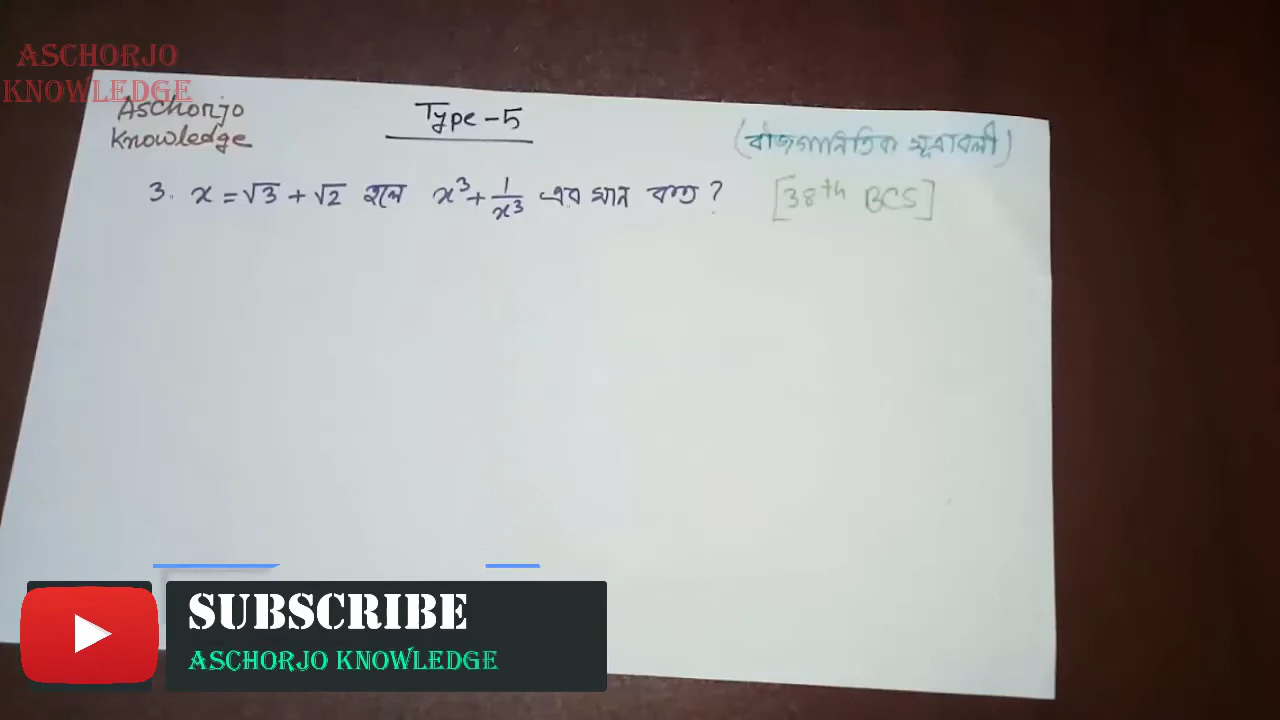 ASCHORJO
KNOWLEDGE
Aschorjo
Knowledge
Type-5
(বীজগানিতিক সূত্রাবলী)
3. x = √3 + √2 হলে x³ + 1/x³ এর মান কত ?
[38th BCS]
SUBSCRIBE
ASCHORJO KNOWLEDGE